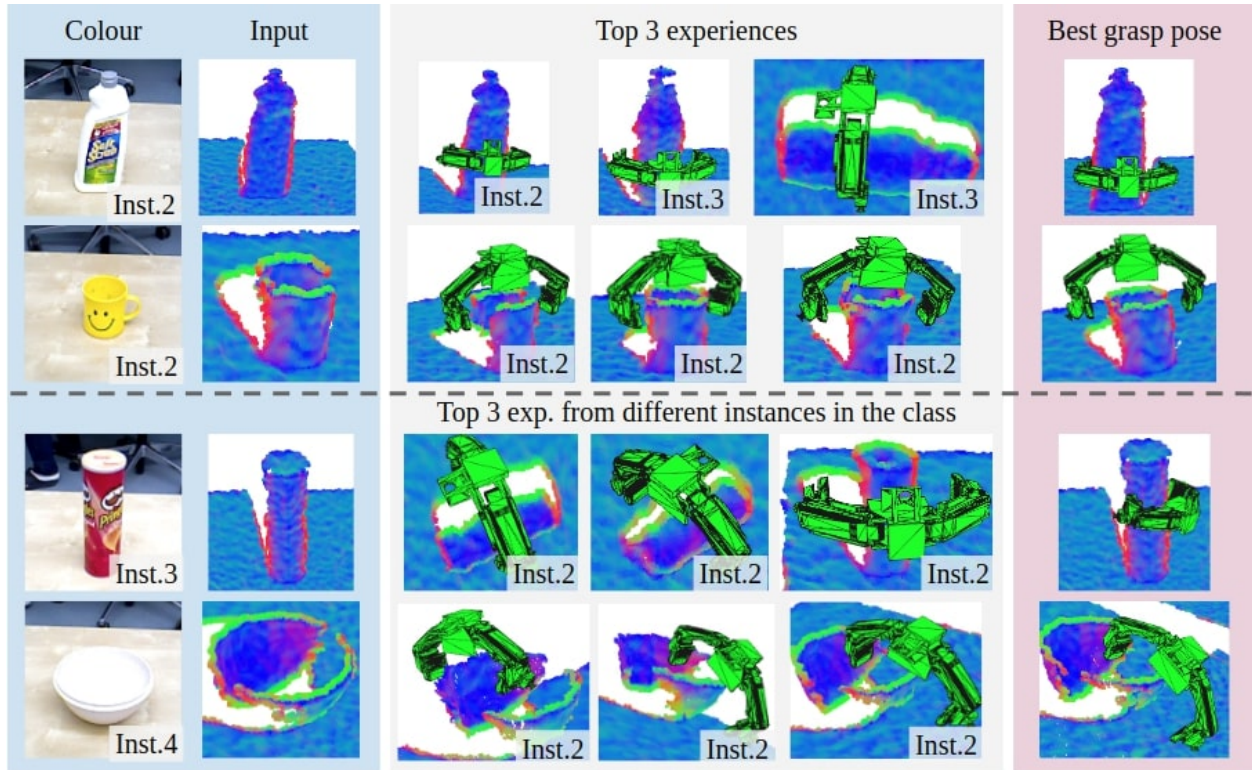 Colour
Input
Top 3 experiences
Best grasp pose
Soft
Scrub
Inst.2
Inst.2
Inst.3
Inst.3
Inst.2
Inst.2
Inst.2
Inst.2
Top 3 exp. from different instances in the class
Inst.3
Inst.2
Inst.2
Inst.2
Inst.4
Inst.2
Inst.2
Inst.2